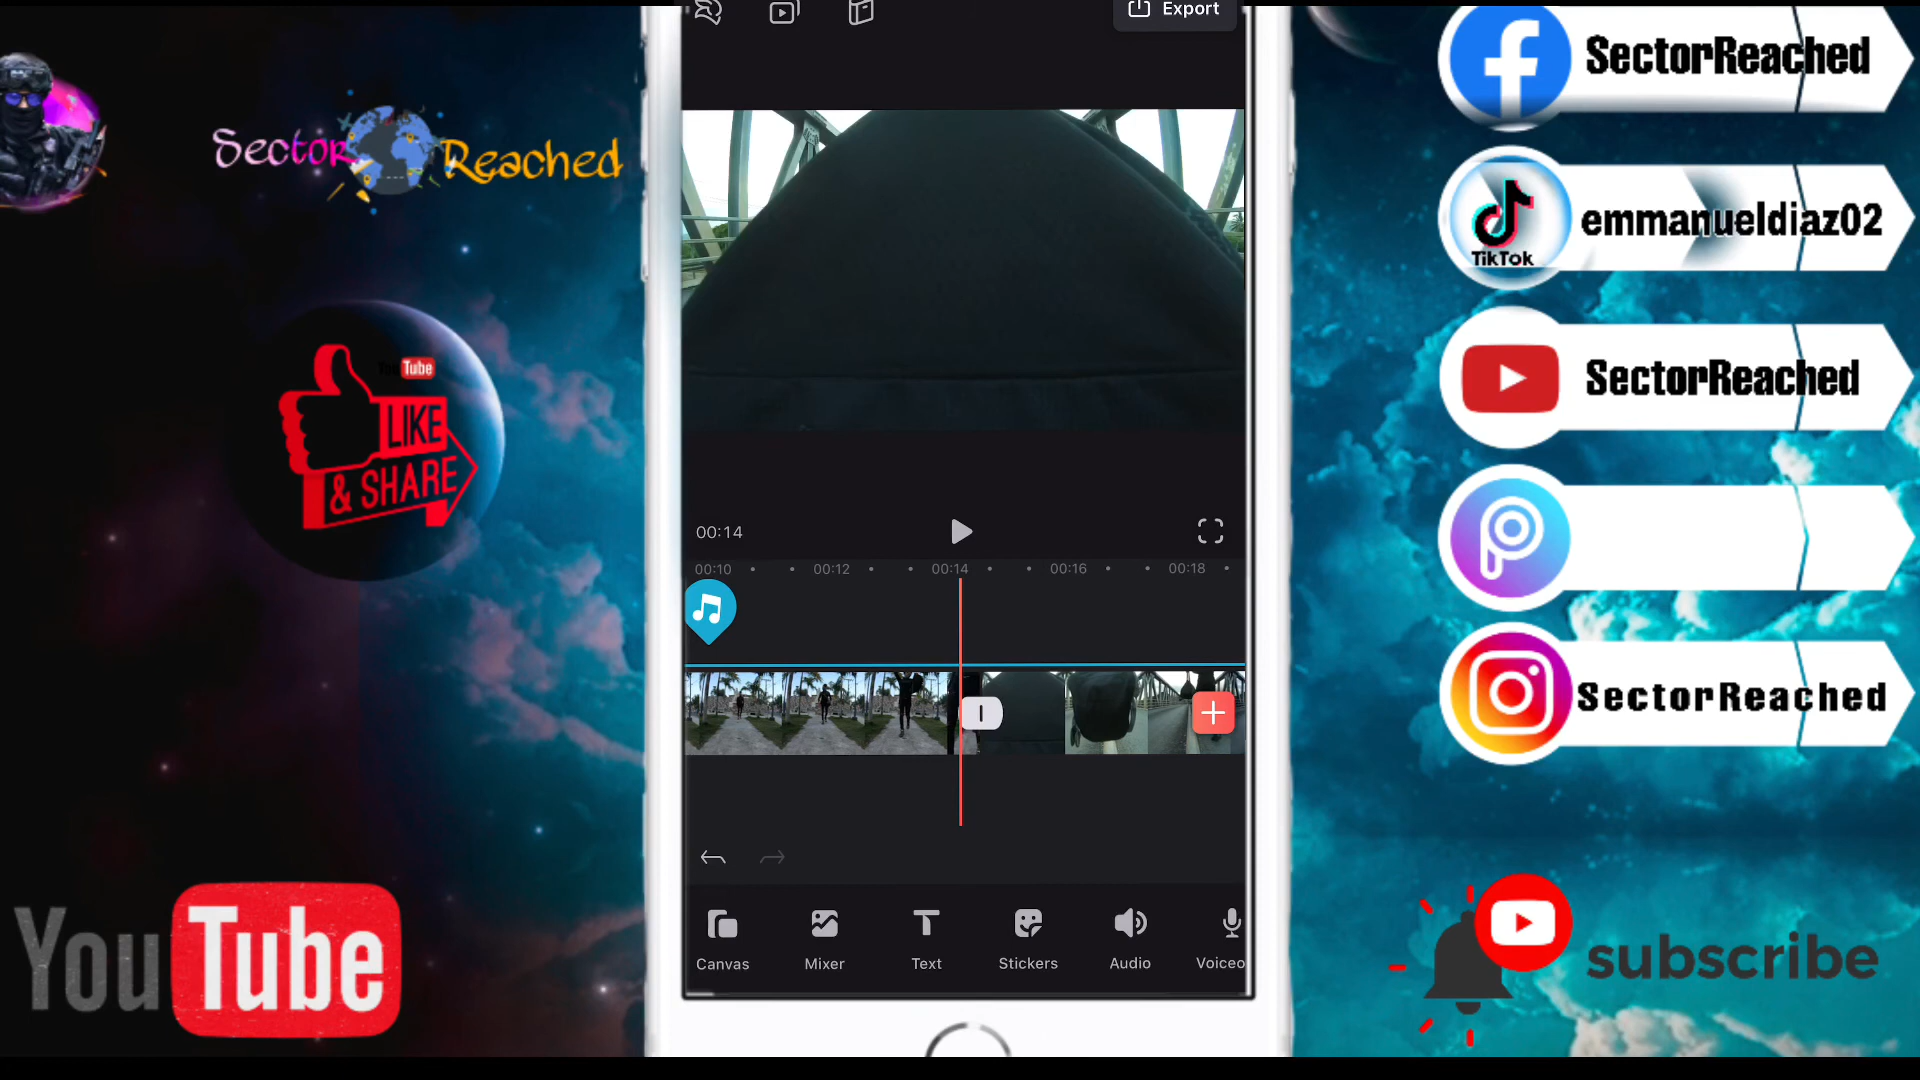 Export
SectorReached
Sector Reached
emmanueldiaz02
TikTok
YouTube
LIKE
& SHARE
SectorReached
00:14
00:10
00:12
00:14
00:16
00:18
SectorReached
YouTube
subscribe
Canvas
Mixer
Text
Stickers
Audio
Voiceo